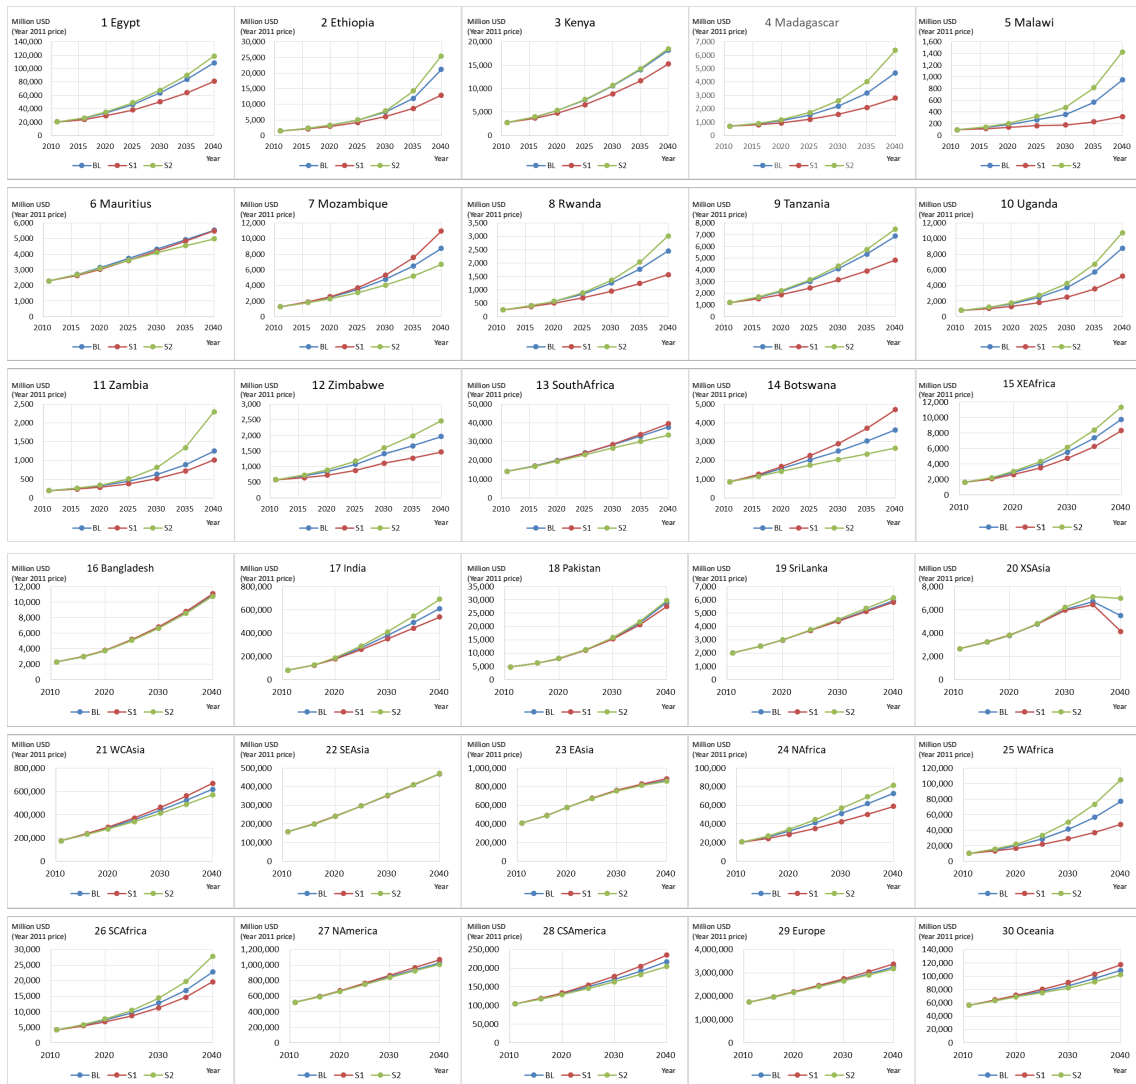 Million USD
(Year 2011 price)
1 Egypt
140,000
120,000
100,000
80,000
60,000
40,000
20,000
0
2010 2015 2020 2025 2030 2035 2040
Year
BL S1 S2
Million USD
(Year 2011 price)
2 Ethiopia
30,000
25,000
20,000
15,000
10,000
5,000
0
2010 2015 2020 2025 2030 2035 2040
Year
BL S1 S2
Million USD
(Year 2011 price)
3 Kenya
20,000
15,000
10,000
5,000
0
2010 2015 2020 2025 2030 2035 2040
Year
BL S1 S2
Million USD
(Year 2011 price)
4 Madagascar
7,000
6,000
5,000
4,000
3,000
2,000
1,000
0
2010 2015 2020 2025 2030 2035 2040
Year
BL S1 S2
Million USD
(Year 2011 price)
5 Malawi
1,600
1,400
1,200
1,000
800
600
400
200
0
2010 2015 2020 2025 2030 2035 2040
Year
BL S1 S2
Million USD
(Year 2011 price)
6 Mauritius
6,000
5,000
4,000
3,000
2,000
1,000
0
2010 2015 2020 2025 2030 2035 2040
Year
BL S1 S2
Million USD
(Year 2011 price)
7 Mozambique
12,000
10,000
8,000
6,000
4,000
2,000
0
2010 2015 2020 2025 2030 2035 2040
Year
BL S1 S2
Million USD
(Year 2011 price)
8 Rwanda
3,500
3,000
2,500
2,000
1,500
1,000
500
0
2010 2015 2020 2025 2030 2035 2040
Year
BL S1 S2
Million USD
(Year 2011 price)
9 Tanzania
8,000
7,000
6,000
5,000
4,000
3,000
2,000
1,000
0
2010 2015 2020 2025 2030 2035 2040
Year
BL S1 S2
Million USD
(Year 2011 price)
10 Uganda
12,000
10,000
8,000
6,000
4,000
2,000
0
2010 2015 2020 2025 2030 2035 2040
Year
BL S1 S2
Million USD
(Year 2011 price)
11 Zambia
2,500
2,000
1,500
1,000
500
0
2010 2015 2020 2025 2030 2035 2040
Year
BL S1 S2
Million USD
(Year 2011 price)
12 Zimbabwe
3,000
2,500
2,000
1,500
1,000
500
0
2010 2015 2020 2025 2030 2035 2040
Year
BL S1 S2
Million USD
(Year 2011 price)
13 SouthAfrica
50,000
40,000
30,000
20,000
10,000
0
2010 2015 2020 2025 2030 2035 2040
Year
BL S1 S2
Million USD
(Year 2011 price)
14 Botswana
5,000
4,000
3,000
2,000
1,000
0
2010 2015 2020 2025 2030 2035 2040
Year
BL S1 S2
Million USD
(Year 2011 price)
15 XEAfrica
12,000
10,000
8,000
6,000
4,000
2,000
0
2010 2020 2030 2040
Year
BL S1 S2
Million USD
(Year 2011 price)
16 Bangladesh
12,000
10,000
8,000
6,000
4,000
2,000
0
2010 2020 2030 2040
Year
BL S1 S2
Million USD
(Year 2011 price)
17 India
800,000
600,000
400,000
200,000
0
2010 2020 2030 2040
Year
BL S1 S2
Million USD
(Year 2011 price)
18 Pakistan
35,000
30,000
25,000
20,000
15,000
10,000
5,000
0
2010 2020 2030 2040
Year
BL S1 S2
Million USD
(Year 2011 price)
19 SriLanka
7,000
6,000
5,000
4,000
3,000
2,000
1,000
0
2010 2020 2030 2040
Year
BL S1 S2
Million USD
(Year 2011 price)
20 XSAsia
8,000
6,000
4,000
2,000
0
2010 2020 2030 2040
Year
BL S1 S2
Million USD
(Year 2011 price)
21 WCAsia
800,000
600,000
400,000
200,000
0
2010 2020 2030 2040
Year
BL S1 S2
Million USD
(Year 2011 price)
22 SEAsia
500,000
400,000
300,000
200,000
100,000
0
2010 2020 2030 2040
Year
BL S1 S2
Million USD
(Year 2011 price)
23 EAsia
1,000,000
800,000
600,000
400,000
200,000
0
2010 2020 2030 2040
Year
BL S1 S2
Million USD
(Year 2011 price)
24 NAfrica
100,000
80,000
60,000
40,000
20,000
0
2010 2020 2030 2040
Year
BL S1 S2
Million USD
(Year 2011 price)
25 WAfrica
120,000
100,000
80,000
60,000
40,000
20,000
0
2010 2020 2030 2040
Year
BL S1 S2
Million USD
(Year 2011 price)
26 SCAfrica
30,000
25,000
20,000
15,000
10,000
5,000
0
2010 2020 2030 2040
Year
BL S1 S2
Million USD
(Year 2011 price)
27 NAmerica
1,200,000
1,000,000
800,000
600,000
400,000
200,000
0
2010 2020 2030 2040
Year
BL S1 S2
Million USD
(Year 2011 price)
28 CSAmerica
250,000
200,000
150,000
100,000
50,000
0
2010 2020 2030 2040
Year
BL S1 S2
Million USD
(Year 2011 price)
29 Europe
4,000,000
3,000,000
2,000,000
1,000,000
0
2010 2020 2030 2040
Year
BL S1 S2
Million USD
(Year 2011 price)
30 Oceania
140,000
120,000
100,000
80,000
60,000
40,000
20,000
0
2010 2020 2030 2040
Year
BL S1 S2